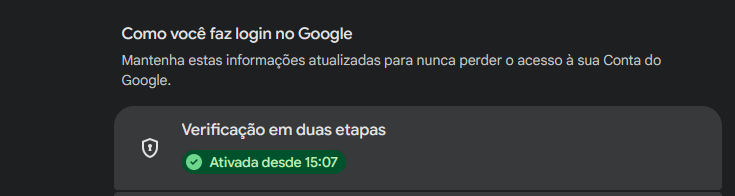 Como você faz login no Google
Mantenha estas informações atualizadas para nunca perder o acesso à sua Conta do
Google.
Verificação em duas etapas
Ativada desde 15:07